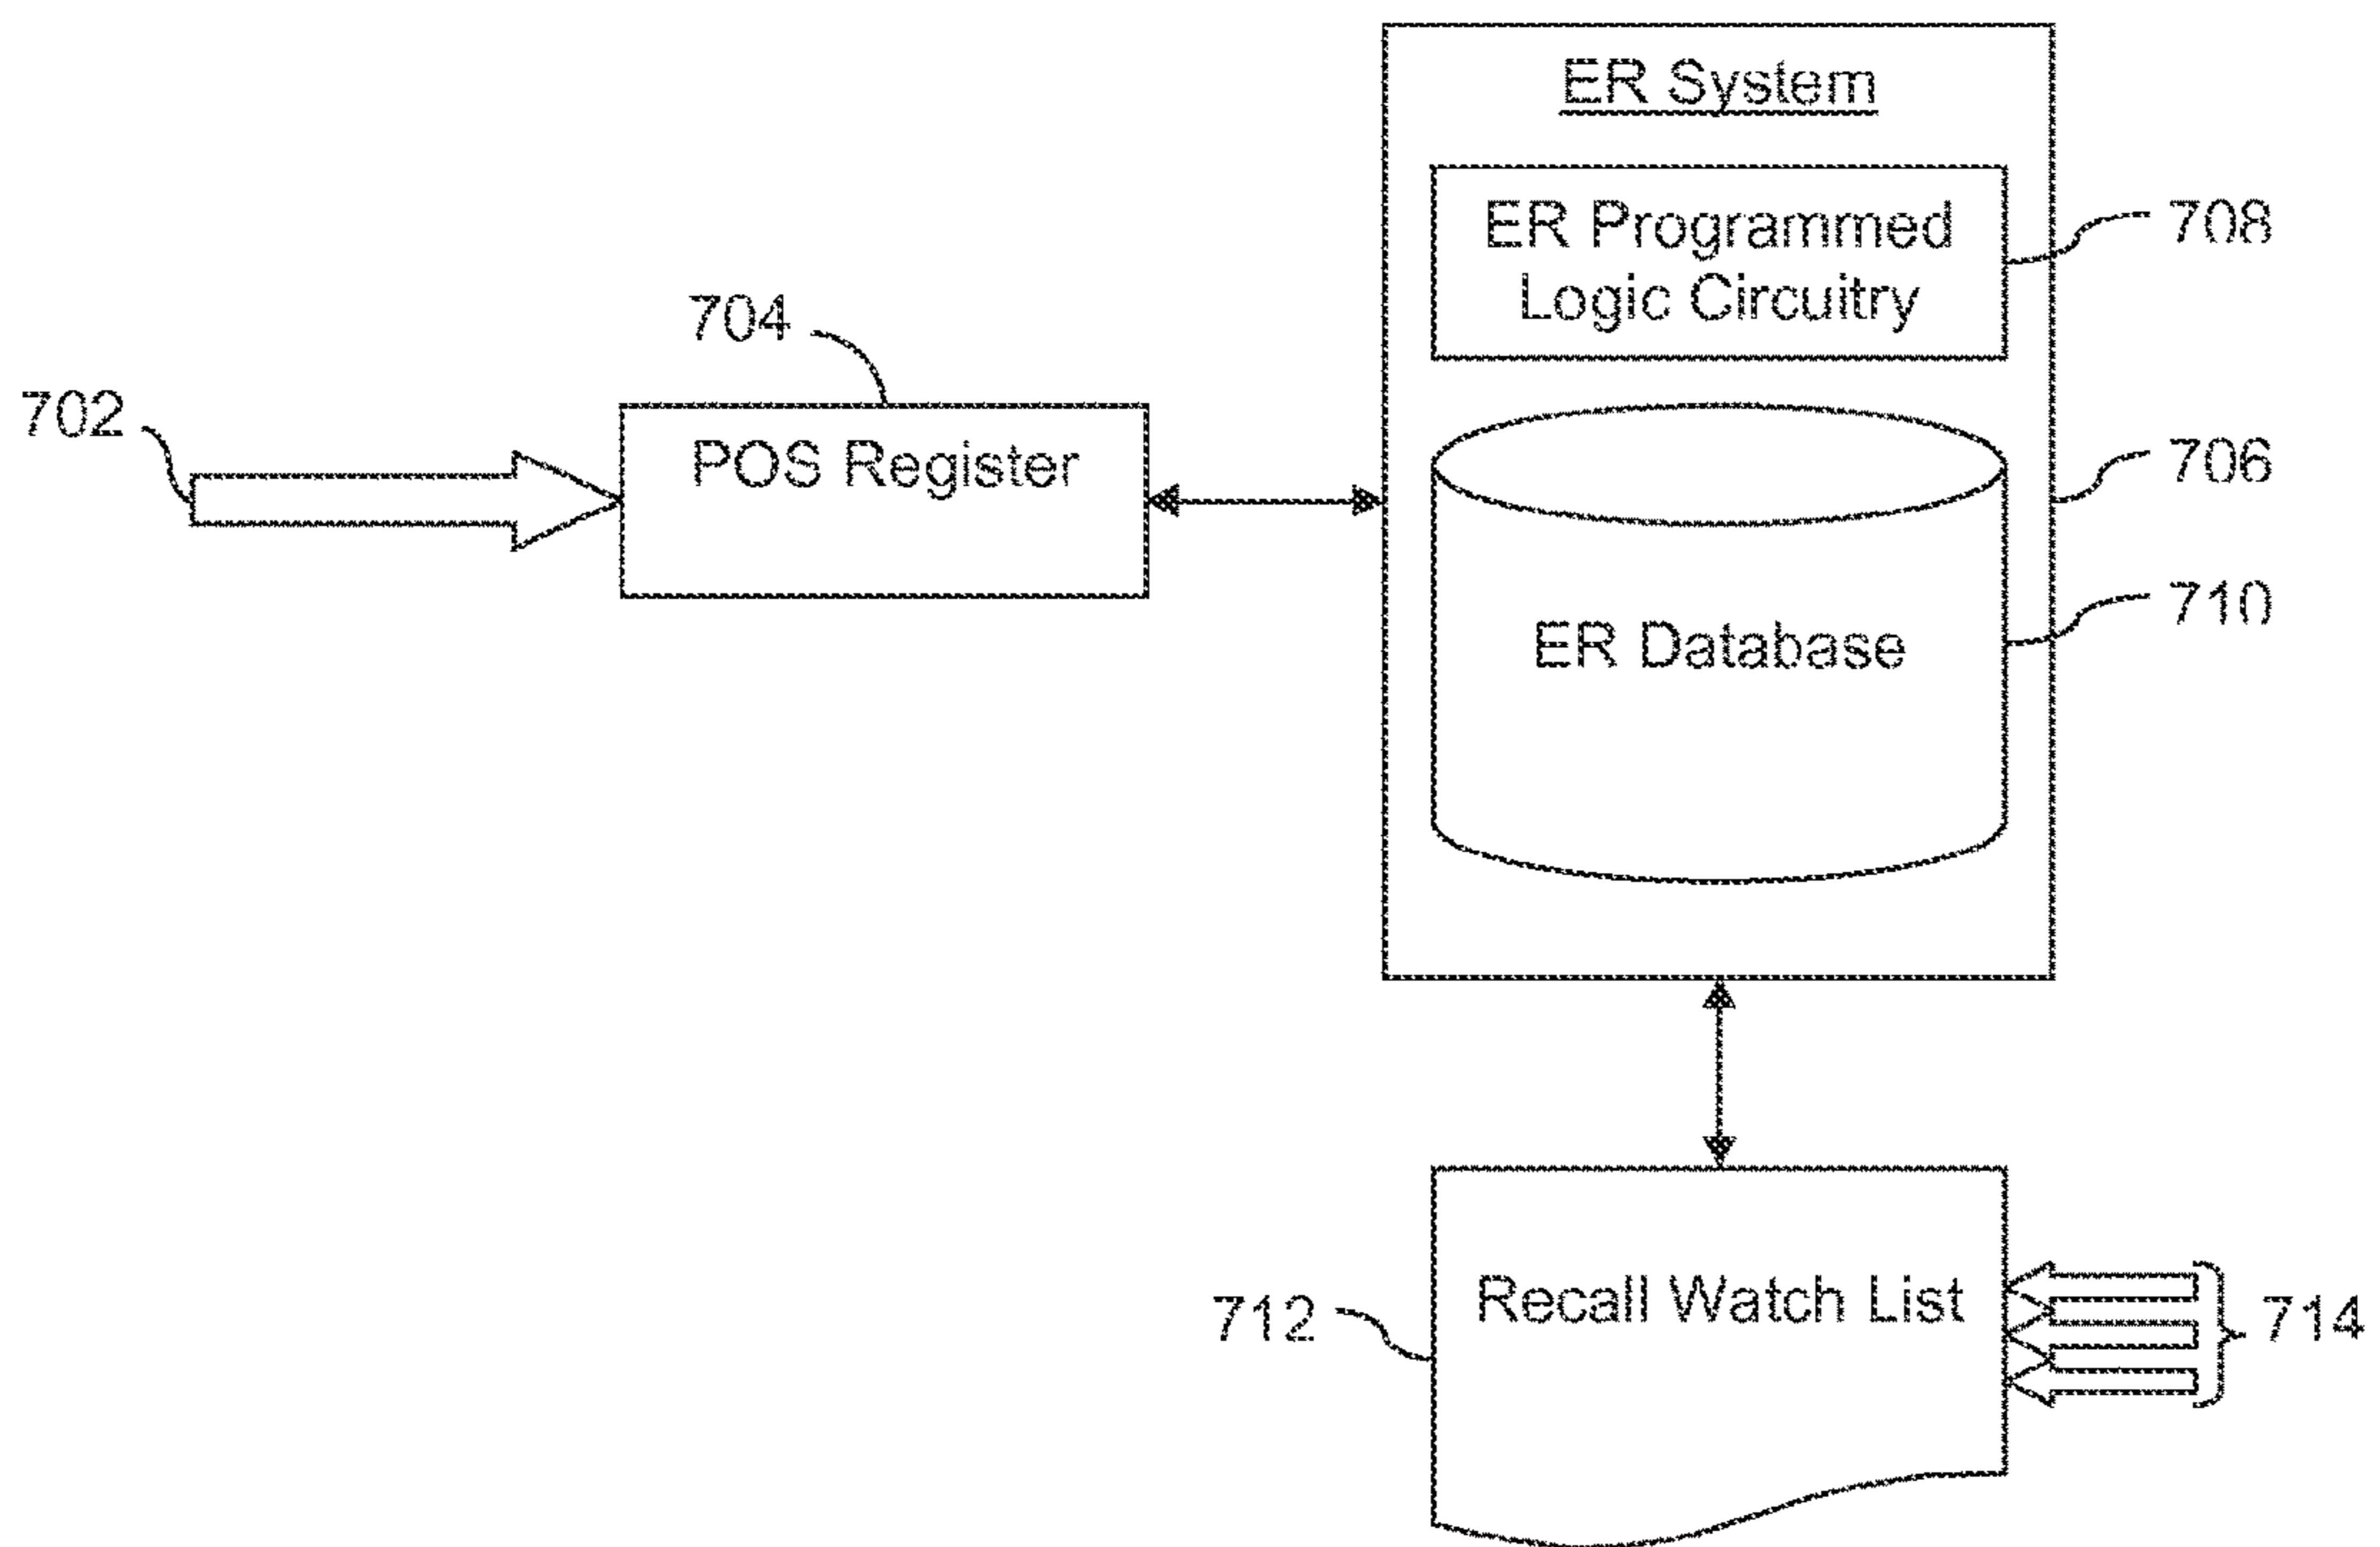 ER System
ER Programmed
Logic Circuitry
708
704
702
POS Register
706
710
ER Database
712
Recall Watch List
714